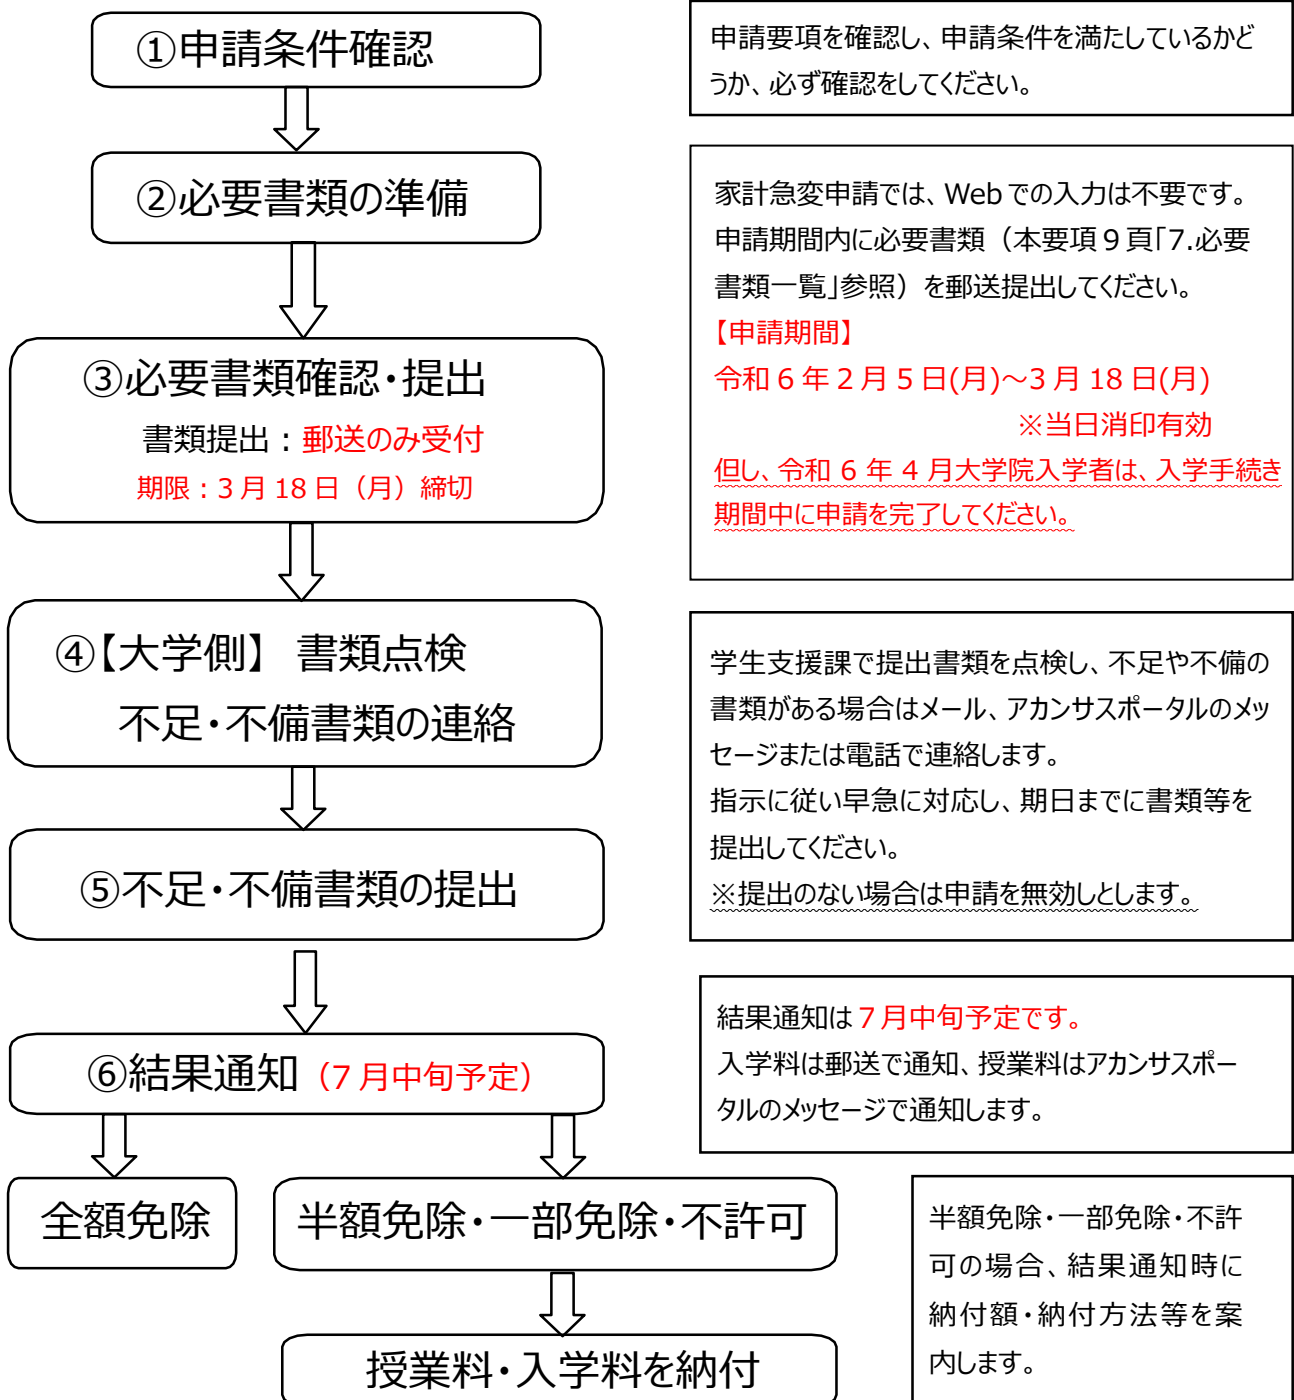 ①申請条件確認
申請要項を確認し、申請条件を満たしているかど
うか、必ず確認をしてください。
②必要書類の準備
家計急変申請では、Web での入力は不要です。
申請期間内に必要書類（本要項 9 頁「7.必要
書類一覧」参照）を郵送提出してください。
【申請期間】
令和 6 年 2 月 5 日(月)～3 月 18 日(月)
※当日消印有効
但し、令和 6 年 4 月大学院入学者は、入学手続き
期間中に申請を完了してください。
③必要書類確認・提出
書類提出：郵送のみ受付
期限：3 月 18 日（月）締切
④【大学側】 書類点検
不足・不備書類の連絡
学生支援課で提出書類を点検し、不足や不備の
書類がある場合はメール、アカンサスポータルのメッ
セージまたは電話で連絡します。
指示に従い早急に対応し、期日までに書類等を
提出してください。
※提出のない場合は申請を無効しとします。
⑤不足・不備書類の提出
⑥結果通知（7 月中旬予定）
結果通知は 7 月中旬予定です。
入学料は郵送で通知、授業料はアカンサスポー
タルのメッセージで通知します。
全額免除
半額免除・一部免除・不許可
半額免除・一部免除・不許
可の場合、結果通知時に
納付額・納付方法等を案
内します。
授業料・入学料を納付